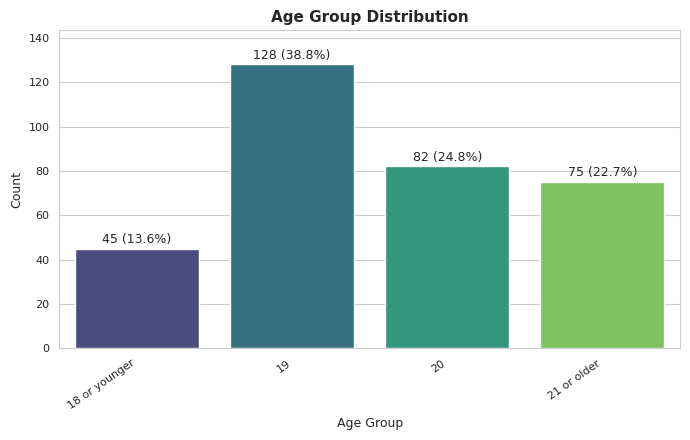 Age Group Distribution
Count
140
120
100
80
60
40
20
0
45 (13.6%)
128 (38.8%)
82 (24.8%)
75 (22.7%)
18 or younger
19
20
21 or older
Age Group